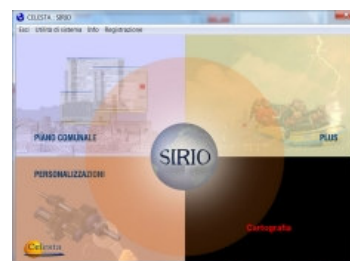 CELESTA : SIRIO
Esci Utilità di sistema Info Registrazione
PIANO COMUNALE
PLUS
SIRIO
PERSONALIZZAZIONI
Cartografia
Celesta